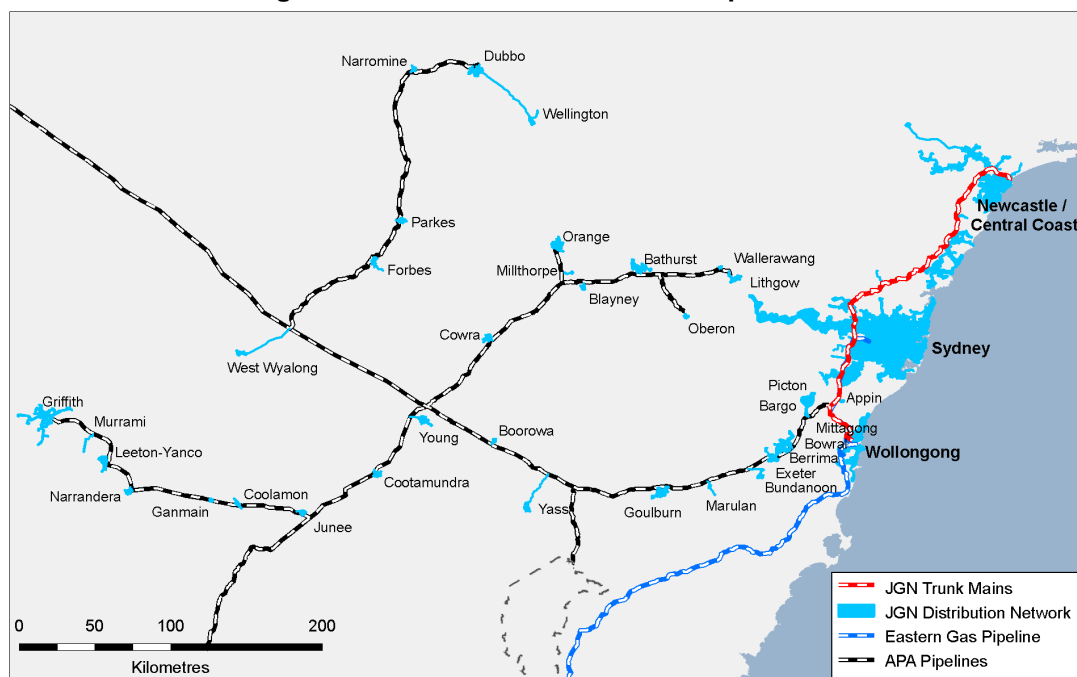 Narromine
Dubbo
Wellington
Parkes
Forbes
Orange
Millthorpe
Bathurst
Wallerawang
Lithgow
Blayney
Oberon
Cowra
West Wyalong
Newcastle /
Central Coast
Sydney
Picton
Bargo
Appin
Mittagong
Bowra
Berrima
Exeter
Bundanoon
Wollongong
Griffith
Murrami
Leeton-Yanco
Narrandera
Ganmain
Coolamon
Junee
Cootamundra
Young
Boorowa
Yass
Goulburn
Marulan
JGN Trunk Mains
JGN Distribution Network
Eastern Gas Pipeline
APA Pipelines
0 50 100 200
Kilometres